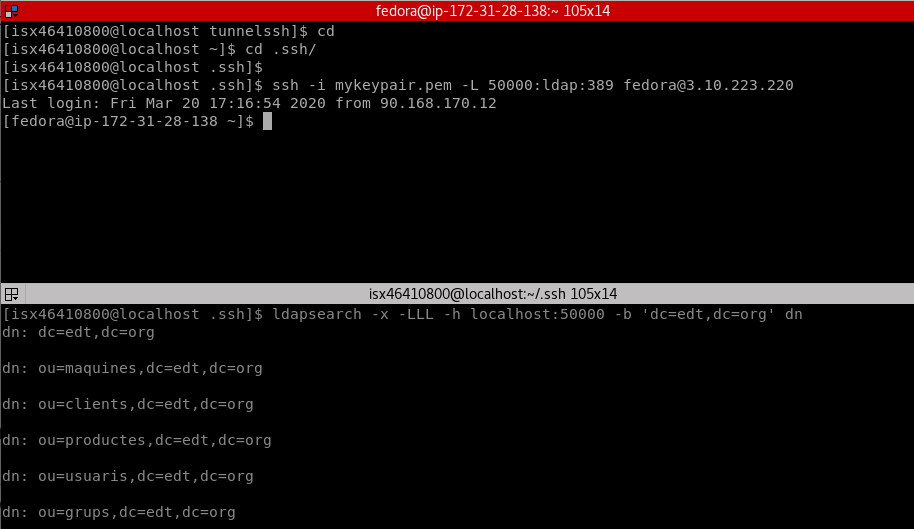 fedora@ip-172-31-28-138:~ 105x14
[isx46410800@localhost tunnelssh]$ cd
[isx46410800@localhost ~]$ cd .ssh/
[isx46410800@localhost .ssh]$
[isx46410800@localhost .ssh]$ ssh -i mykeypair.pem -L 50000:ldap:389 fedora@3.10.223.220
Last login: Fri Mar 20 17:16:54 2020 from 90.168.170.12
[fedora@ip-172-31-28-138 ~]$
isx46410800@localhost:~/.ssh 105x14
[isx46410800@localhost .ssh]$ ldapsearch -x -LLL -h localhost:50000 -b 'dc=edt,dc=org' dn
dn: dc=edt,dc=org
dn: ou=maquines,dc=edt,dc=org
dn: ou=clients,dc=edt,dc=org
dn: ou=productes,dc=edt,dc=org
dn: ou=usuaris,dc=edt,dc=org
dn: ou=grups,dc=edt,dc=org